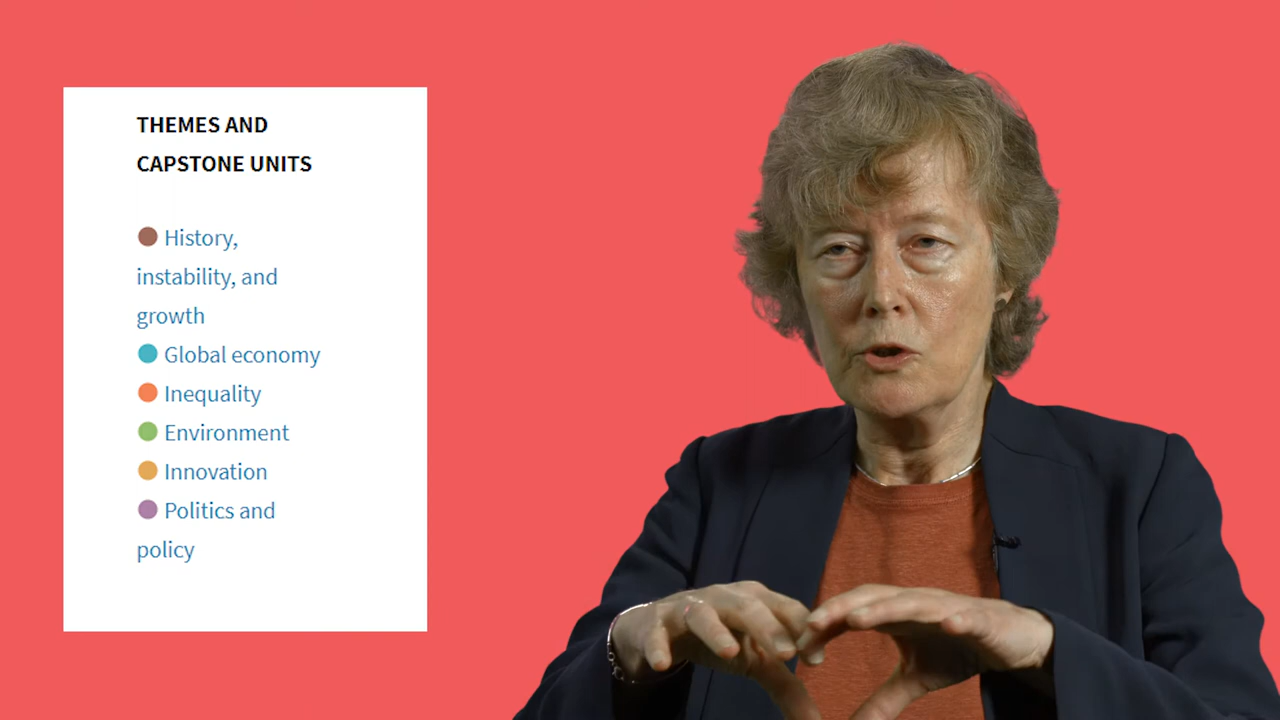 THEMES AND
CAPSTONE UNITS
History,
instability, and
growth
Global economy
Inequality
Environment
Innovation
Politics and
policy